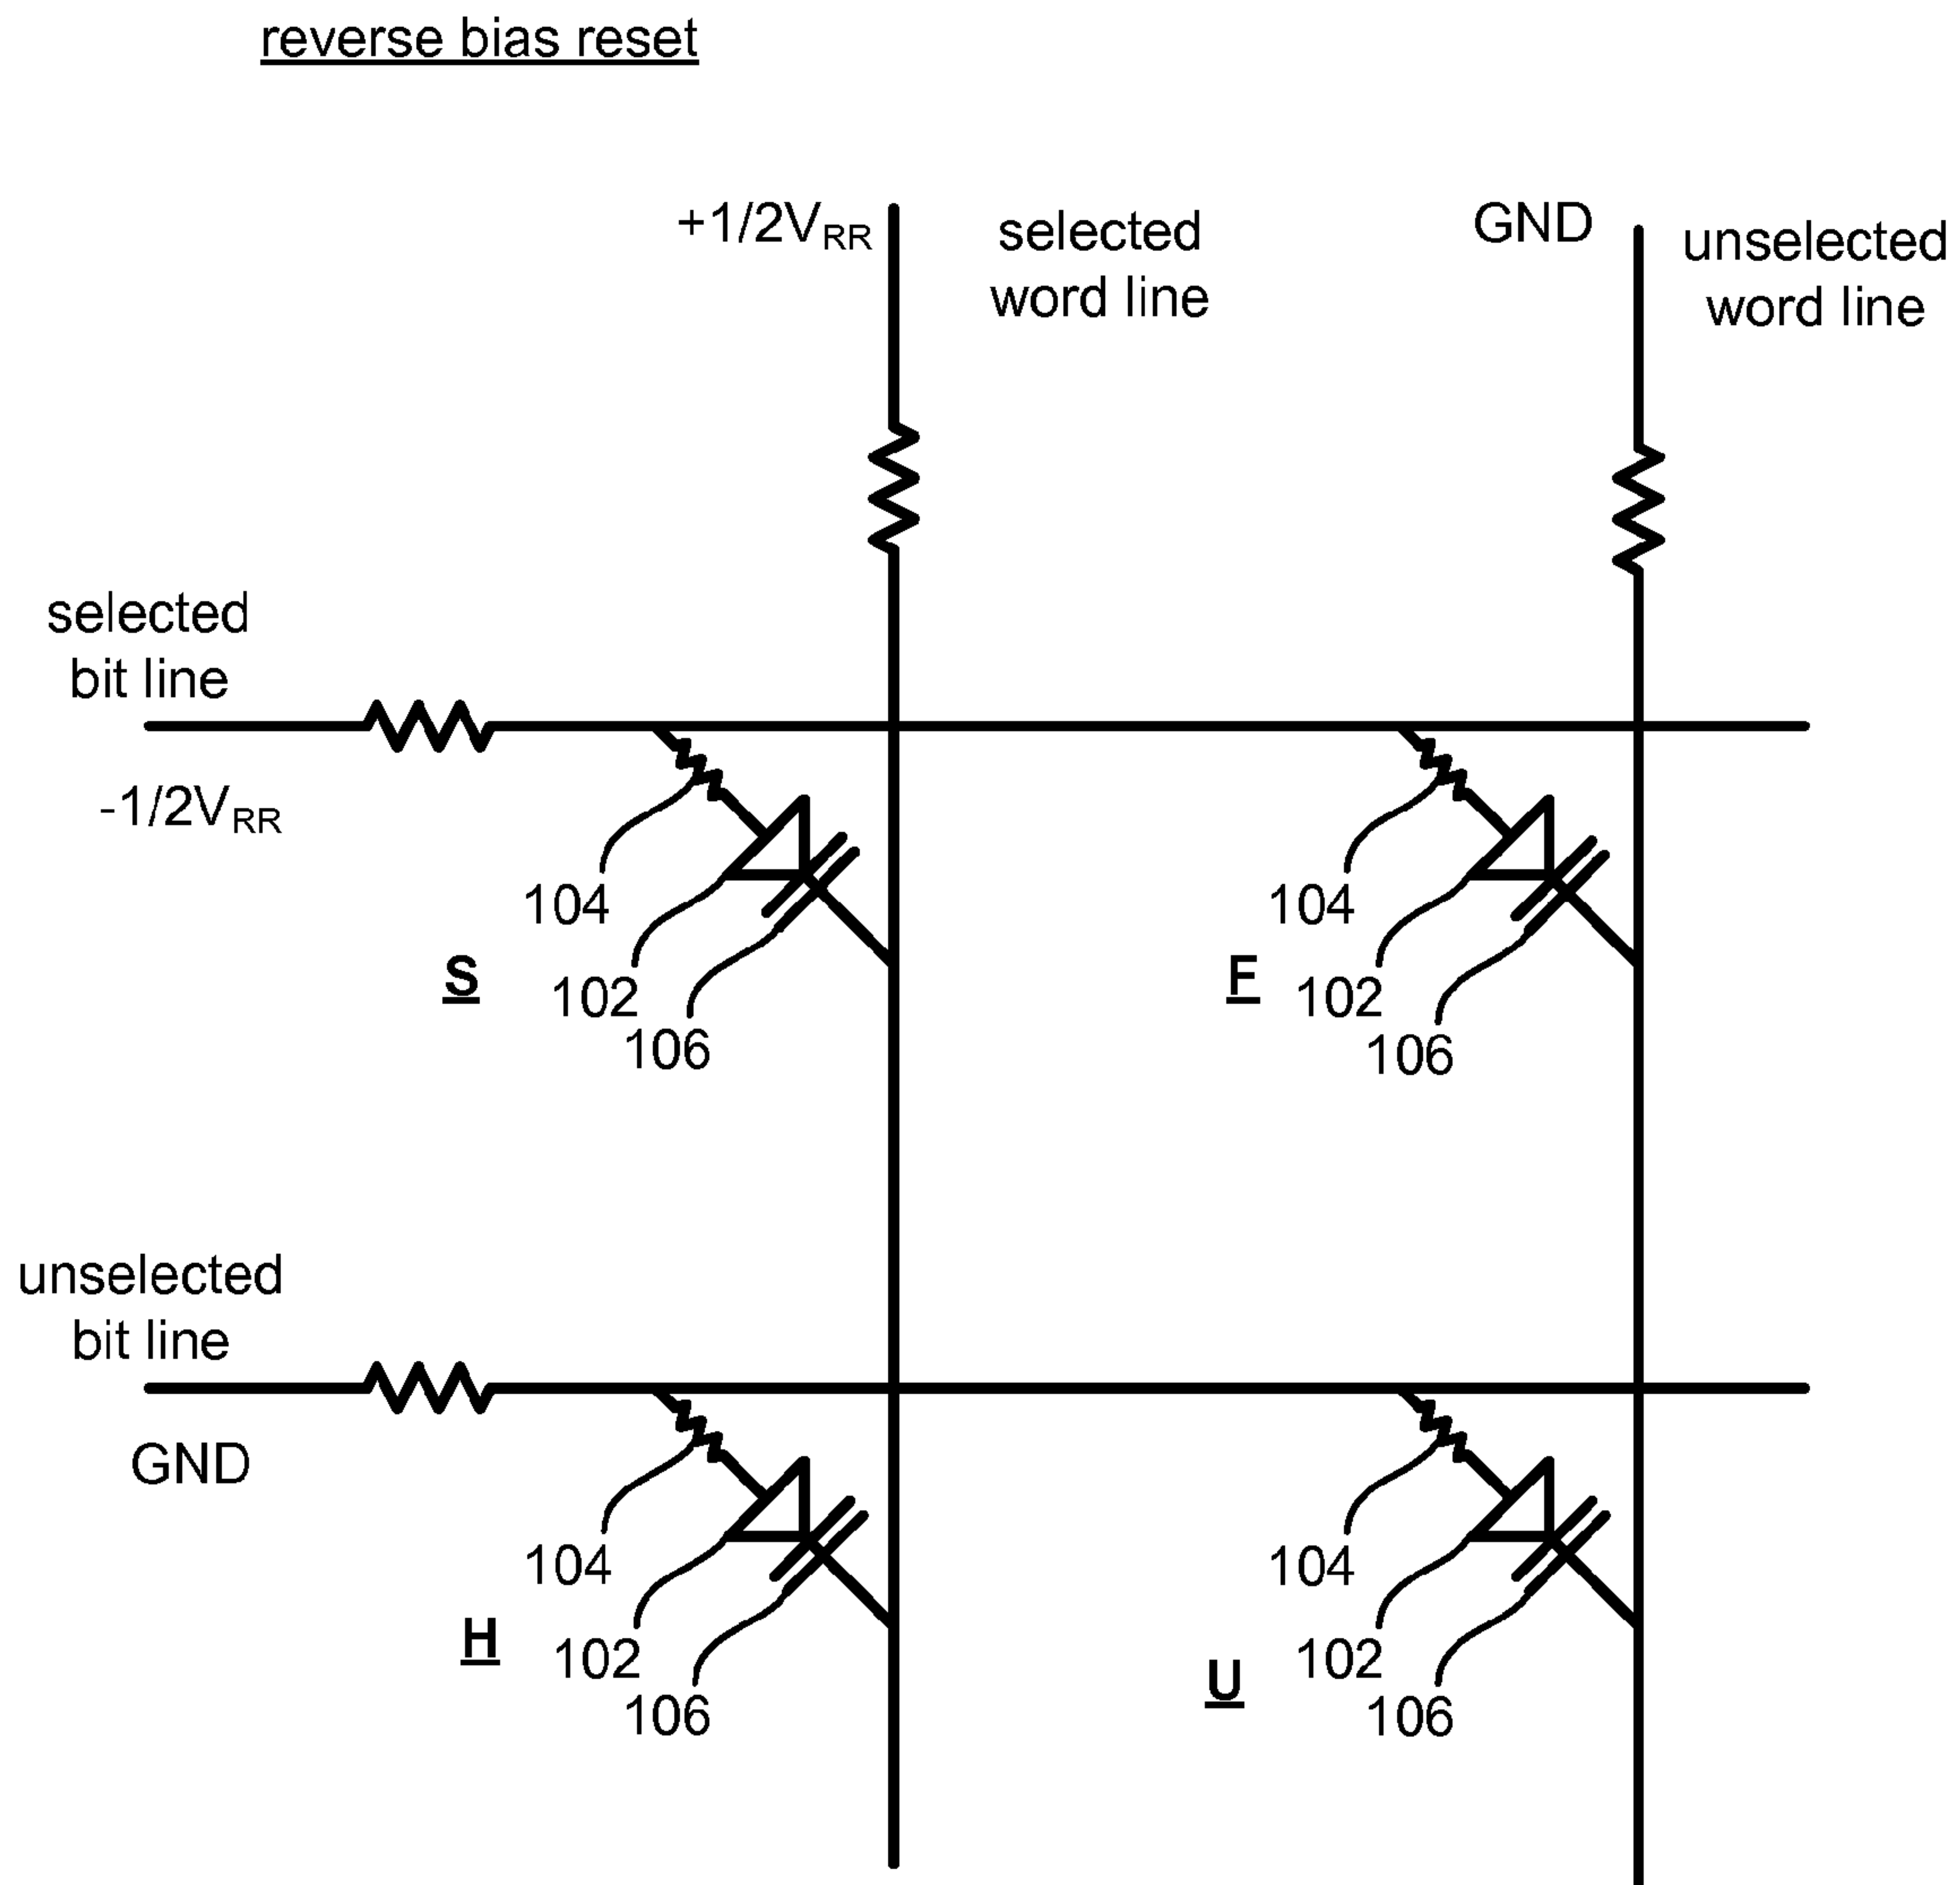 reverse bias reset
+1/2VRR
selected
word line
GND
unselected
word line
selected
bit line
-1/2VRR
104
102
106
S
104
102
106
F
unselected
bit line
GND
104
102
106
H
104
102
106
U